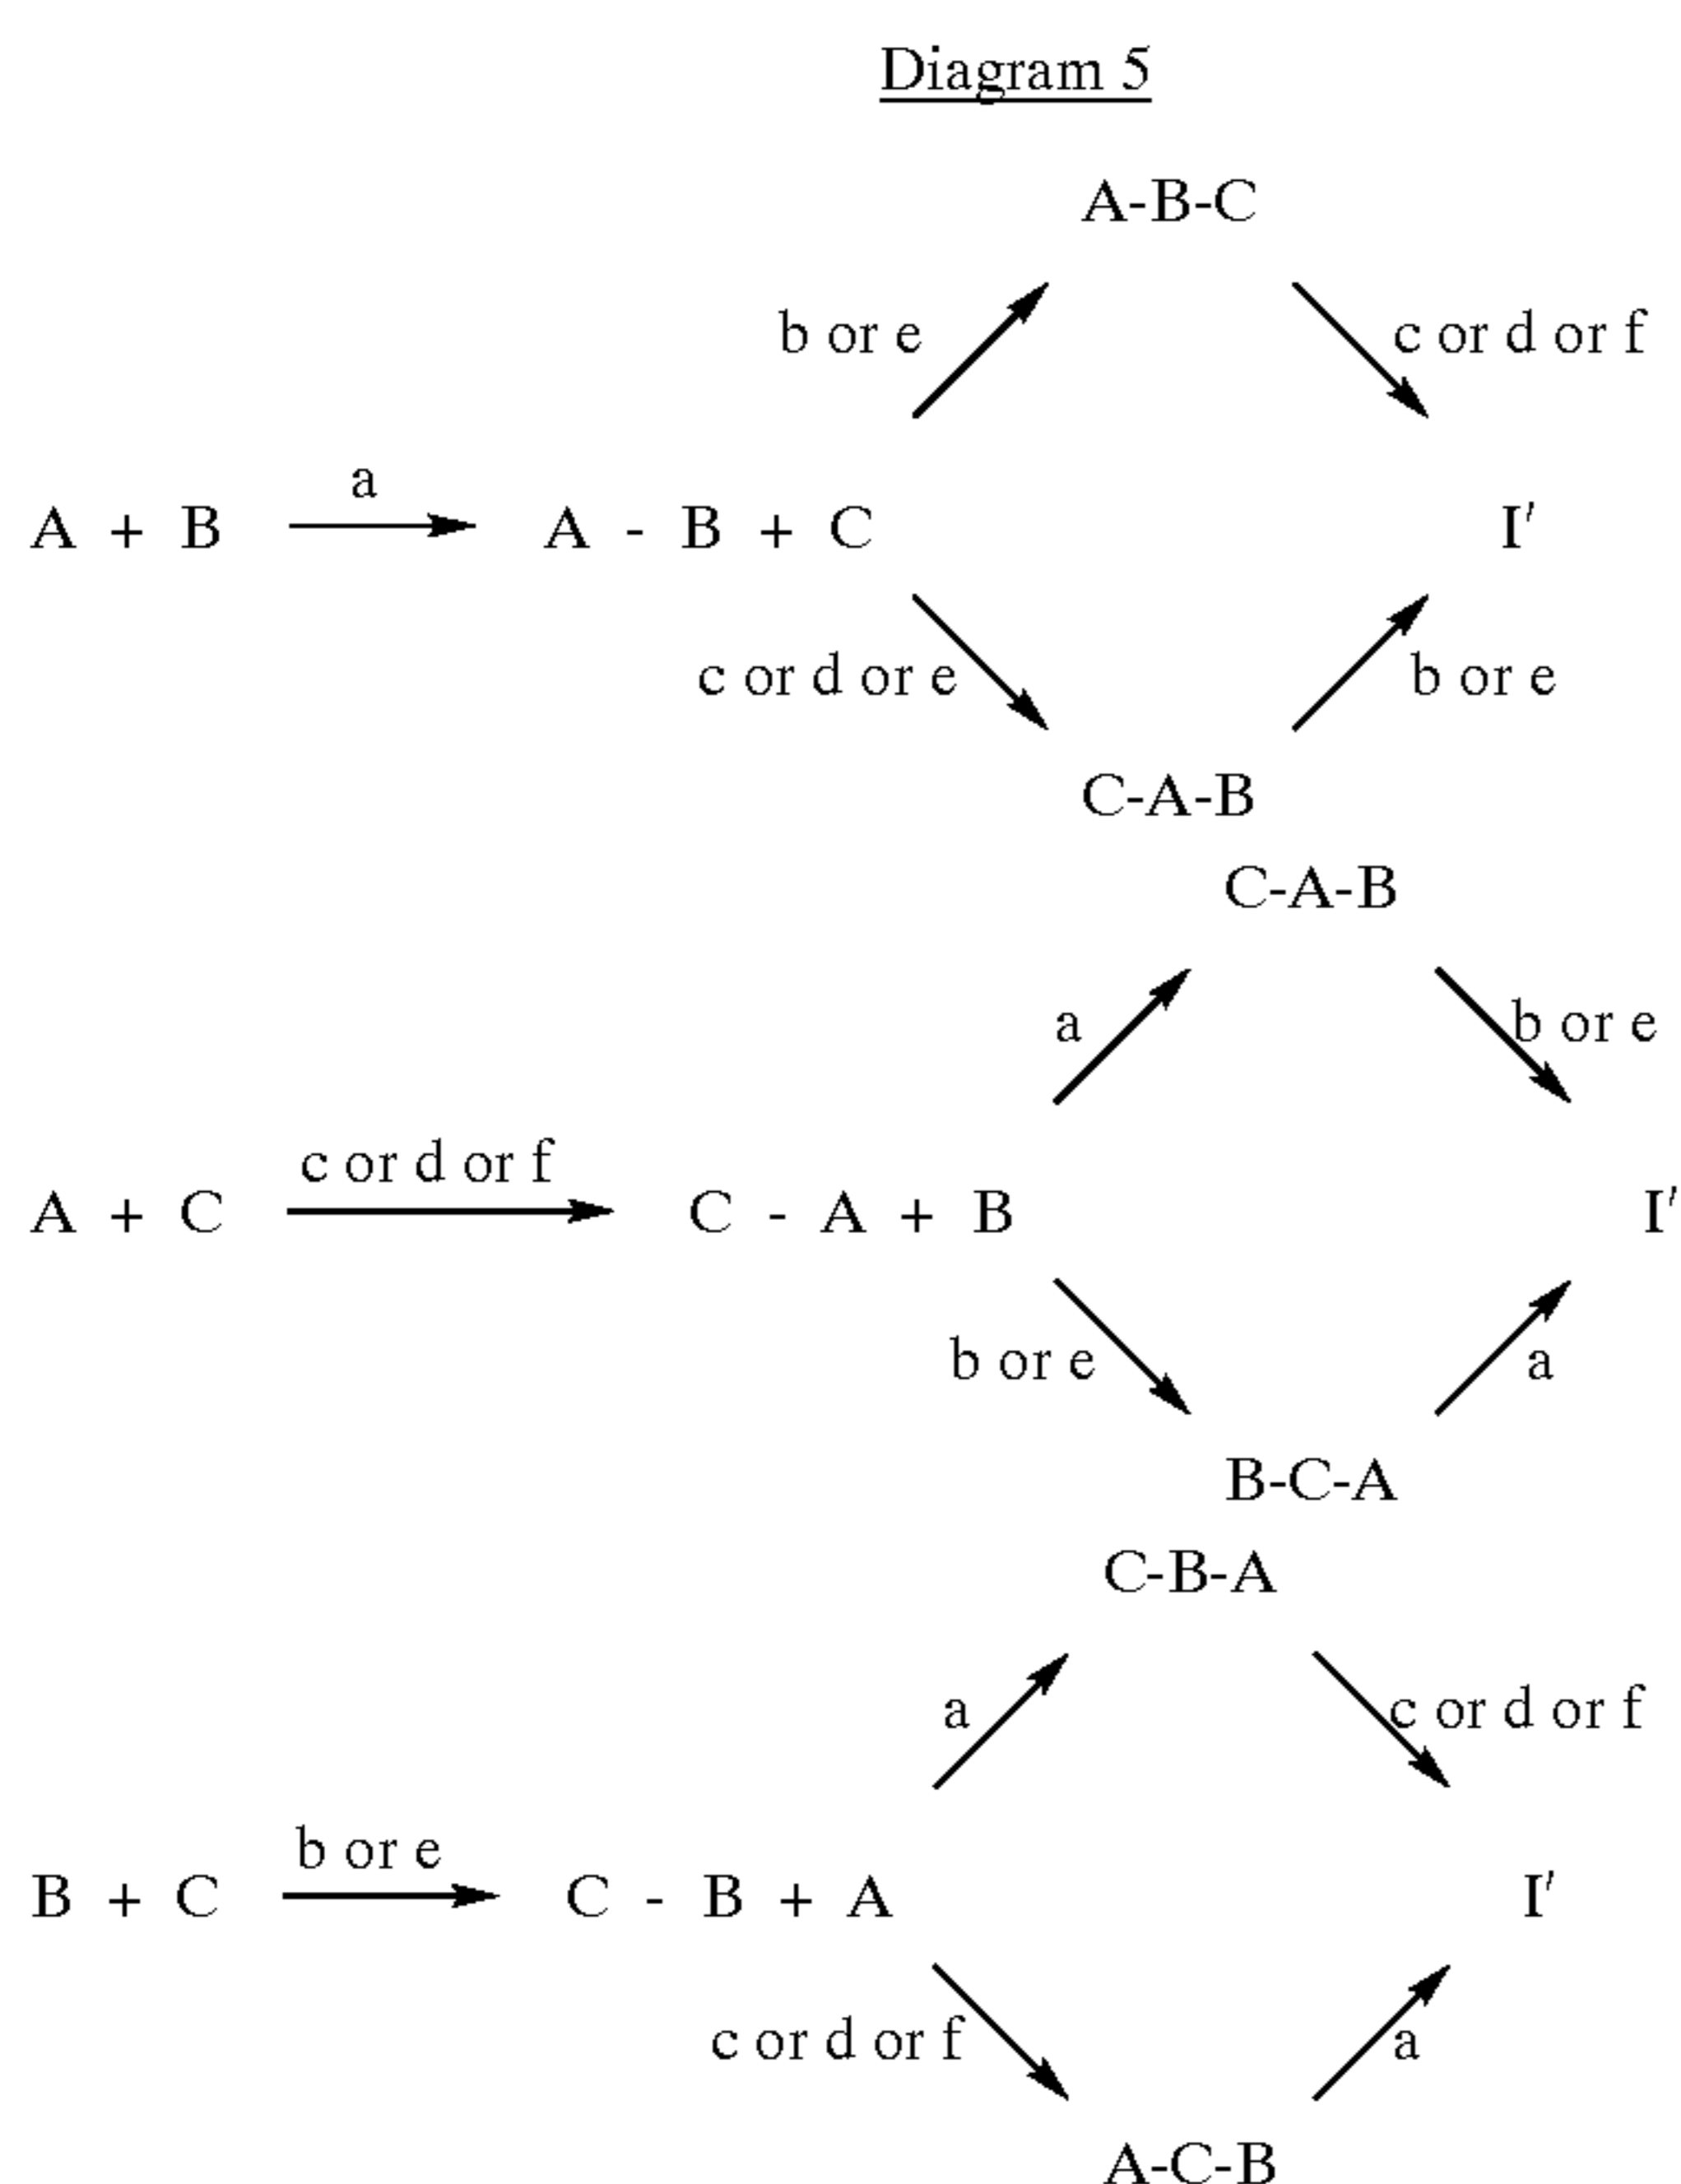 Diagram 5
A-B-C
b or e
c or d or f
a
A + B
A - B + C
I'
c or d or e
b or e
C-A-B
C-A-B
a
b or e
c or d or f
A + C
C - A + B
I'
b or e
a
B-C-A
C-B-A
a
c or d or f
b or e
B + C
C - B + A
I'
c or d or f
a
A-C-B